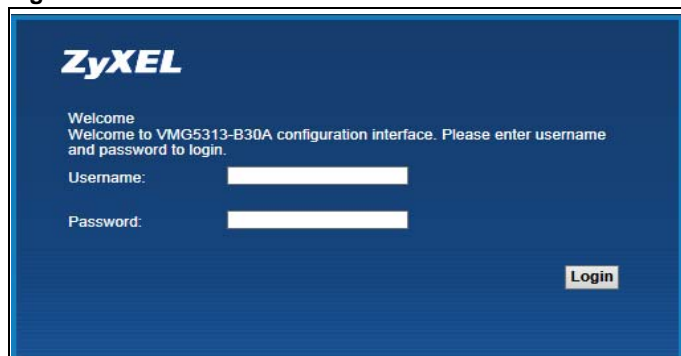 ZyXEL
Welcome
Welcome to VMG5313-B30A configuration interface. Please enter username
and password to login.
Username:
Password:
Login